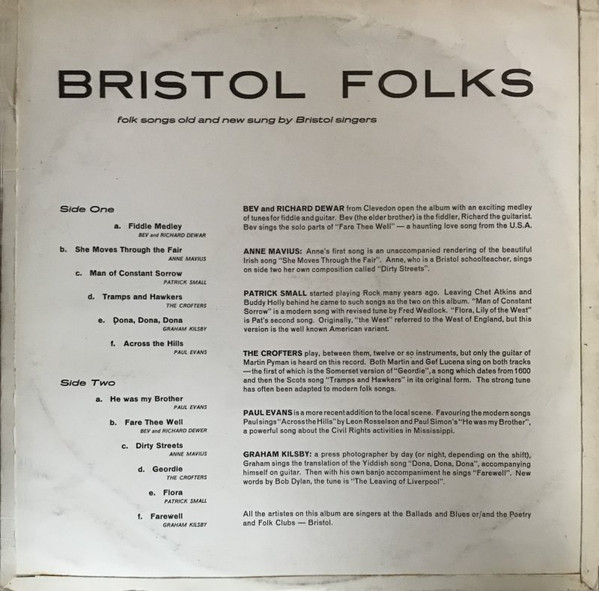 BRISTOL FOLKS
folk songs old and new sung by Bristol singers
Side One
a. Fiddle Medley
BEV and RICHARD DEWAR
b. She Moves Through the Fair
ANNE MAVIUS
c. Man of Constant Sorrow
PATRICK SMALL
d. Tramps and Hawkers
THE CROFTERS
e. Dona, Dona, Dona
GRAHAM KILSBY
f. Across the Hills
PAUL EVANS
Side Two
a. He was my Brother
PAUL EVANS
b. Fare Thee Well
BEV and RICHARD DEWER
c. Dirty Streets
ANNE MAVIUS
d. Geordie
THE CROFTERS
e. Flora
PATRICK SMALL
f. Farewell
GRAHAM KILSBY
BEV and RICHARD DEWAR from Clevedon open the album with an exciting medley
of tunes for fiddle and guitar. Bev (the elder brother) is the fiddler, Richard the guitarist.
Bev sings the solo parts of "Fare Thee Well" — a haunting love song from the U.S.A.
ANNE MAVIUS: Anne's first song is an unaccompanied rendering of the beautiful
Irish song "She Moves Through the Fair". Anne, who is a Bristol schoolteacher, sings
on side two her own composition called "Dirty Streets".
PATRICK SMALL started playing Rock many years ago. Leaving Chet Atkins and
Buddy Holly behind he came to such songs as the two on this album. "Man of Constant
Sorrow" is a modern song with revised tune by Fred Wedlock. "Flora, Lily of the West"
is Pat's second song. Originally, "the West" referred to the West of England, but this
version is the well known American variant.
THE CROFTERS play, between them, twelve or so instruments, but only the guitar of
Martin Pyman is heard on this record. Both Martin and Gef Lucena sing on both tracks
—the first of which is the Somerset version of "Geordie", a song which dates from 1600
and then the Scots song "Tramps and Hawkers" in its original form. The strong tune
has often been adapted to modern folk songs.
PAUL EVANS is a more recent addition to the local scene. Favouring the modern songs
Paul sings "Across the Hills" by Leon Rosselson and Paul Simon's "He was my Brother",
a powerful song about the Civil Rights activities in Mississippi.
GRAHAM KILSBY: a press photographer by day (or night, depending on the shift),
Graham sings the translation of the Yiddish song "Dona, Dona, Dona", accompanying
himself on guitar. Then with his own banjo accompaniment he sings "Farewell". New
words by Bob Dylan, the tune is "The Leaving of Liverpool".
All the artistes on this album are singers at the Ballads and Blues or/and the Poetry
and Folk Clubs — Bristol.